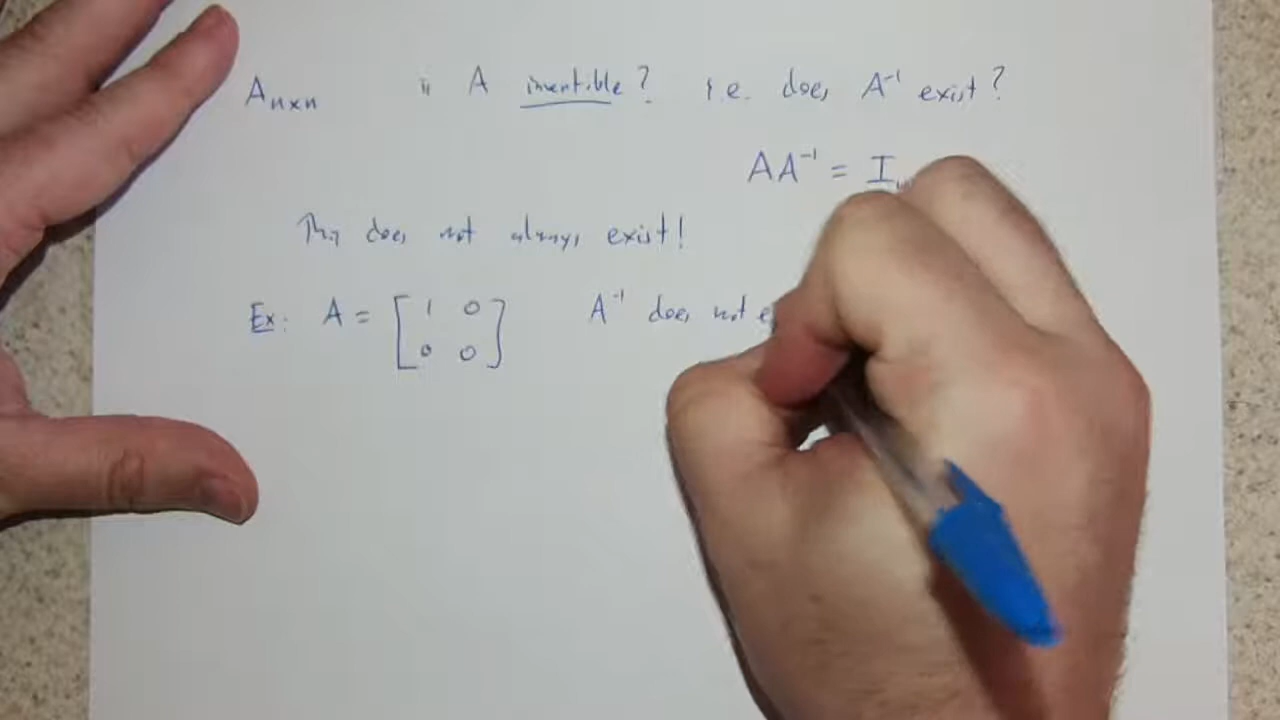 Aₙₓₙ is A invertible? i.e. does A⁻¹ exist?
AA⁻¹ = I
This does not always exist!
Ex: A = [1 0
0 0] A⁻¹ does not e